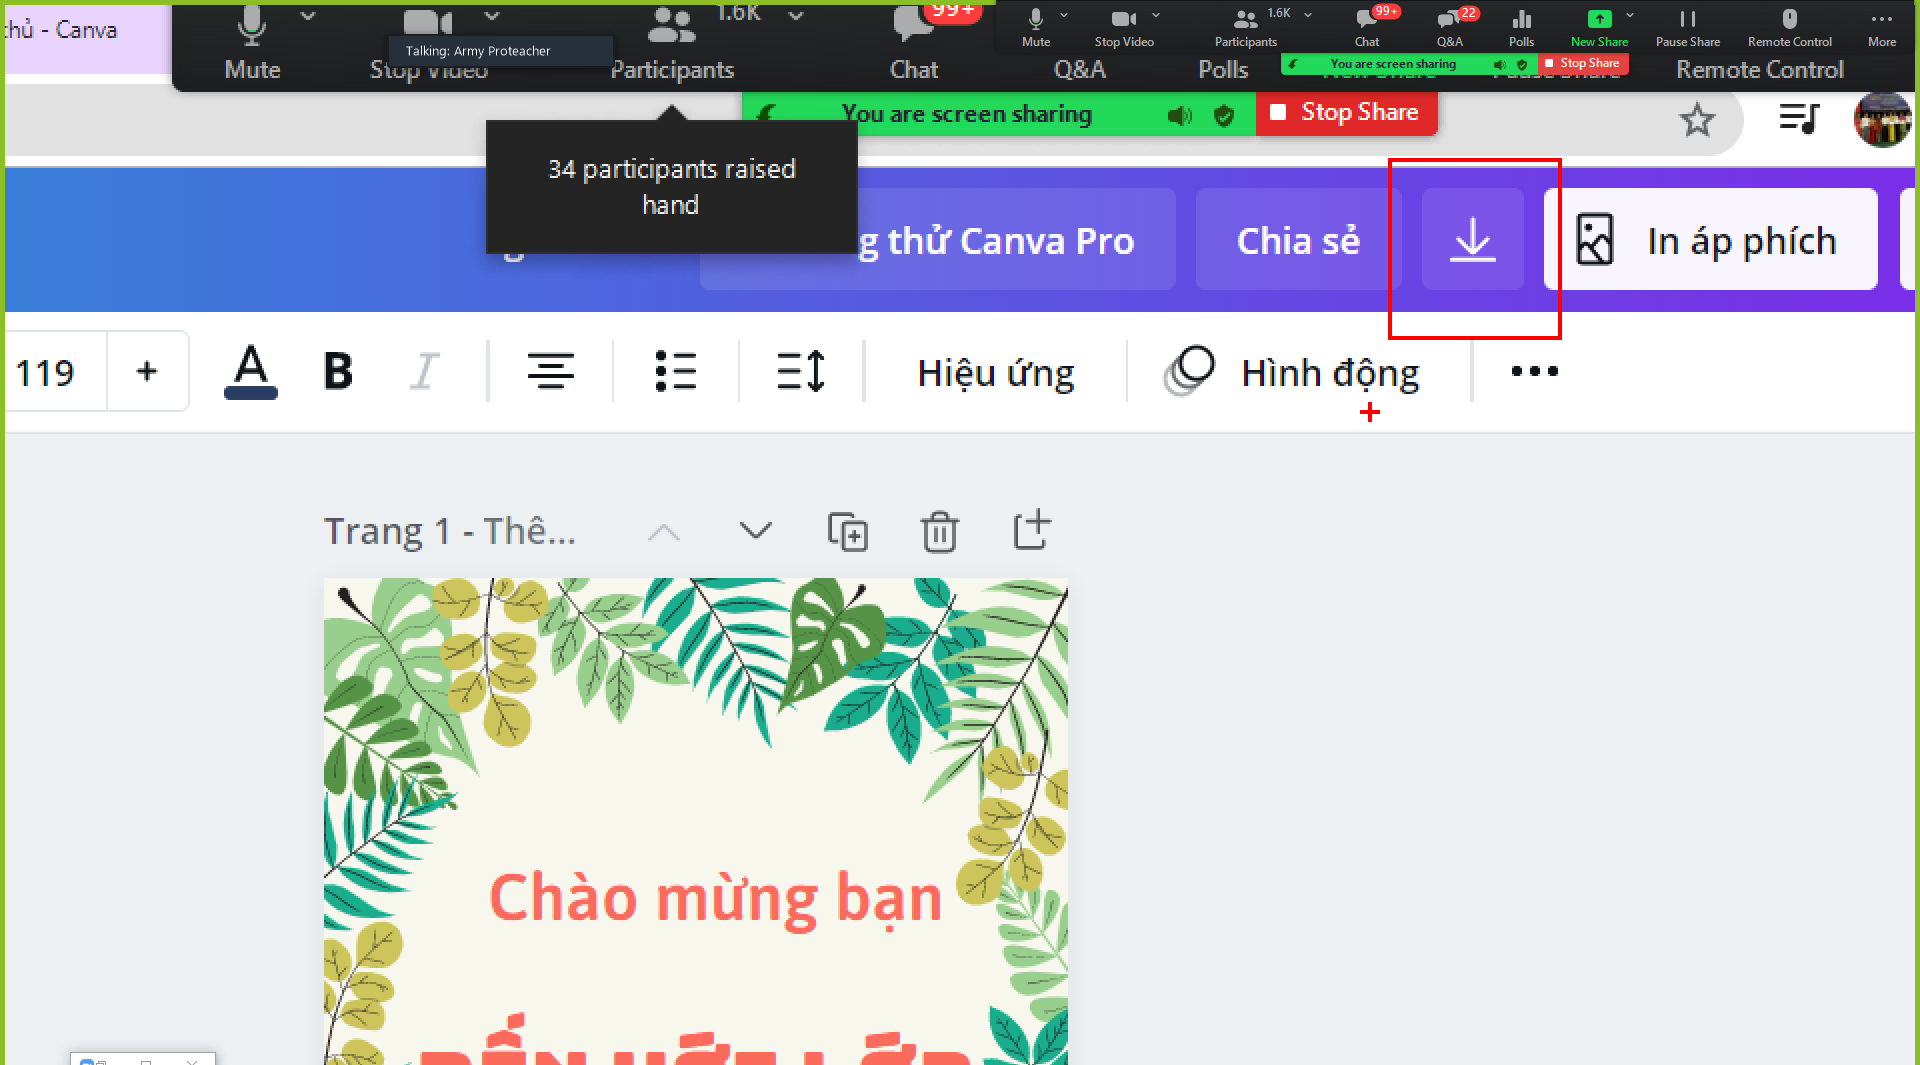 chủ - Canva
1.6K
99+
Talking: Army Proteacher
Mute
Stop Video
Participants
Chat
Q&A
Polls
Remote Control
1.6K
99+
22
Mute
Stop Video
Participants
Chat
Q&A
Polls
New Share
Pause Share
Remote Control
More
You are screen sharing
Stop Share
You are screen sharing
Stop Share
34 participants raised
hand
thử Canva Pro
Chia sẻ
In áp phích
119
+
A
B
I
Hiệu ứng
Hình động
Trang 1 - Thê...
Chào mừng bạn